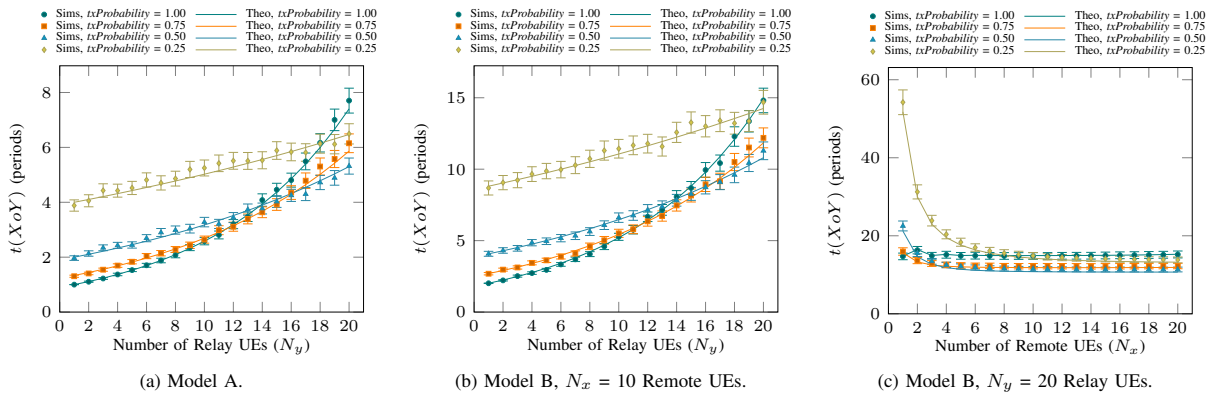 Sims, txProbability = 1.00 Theo, txProbability = 1.00
Sims, txProbability = 0.75 Theo, txProbability = 0.75
Sims, txProbability = 0.50 Theo, txProbability = 0.50
Sims, txProbability = 0.25 Theo, txProbability = 0.25
t(XoY) (periods)
8
6
4
2
0
0 2 4 6 8 10 12 14 16 18 20
Number of Relay UEs (N_y)
(a) Model A.
Sims, txProbability = 1.00 Theo, txProbability = 1.00
Sims, txProbability = 0.75 Theo, txProbability = 0.75
Sims, txProbability = 0.50 Theo, txProbability = 0.50
Sims, txProbability = 0.25 Theo, txProbability = 0.25
t(XoY) (periods)
15
10
5
0
0 2 4 6 8 10 12 14 16 18 20
Number of Relay UEs (N_y)
(b) Model B, N_x = 10 Remote UEs.
Sims, txProbability = 1.00 Theo, txProbability = 1.00
Sims, txProbability = 0.75 Theo, txProbability = 0.75
Sims, txProbability = 0.50 Theo, txProbability = 0.50
Sims, txProbability = 0.25 Theo, txProbability = 0.25
t(XoY) (periods)
60
40
20
0
0 2 4 6 8 10 12 14 16 18 20
Number of Remote UEs (N_x)
(c) Model B, N_y = 20 Relay UEs.